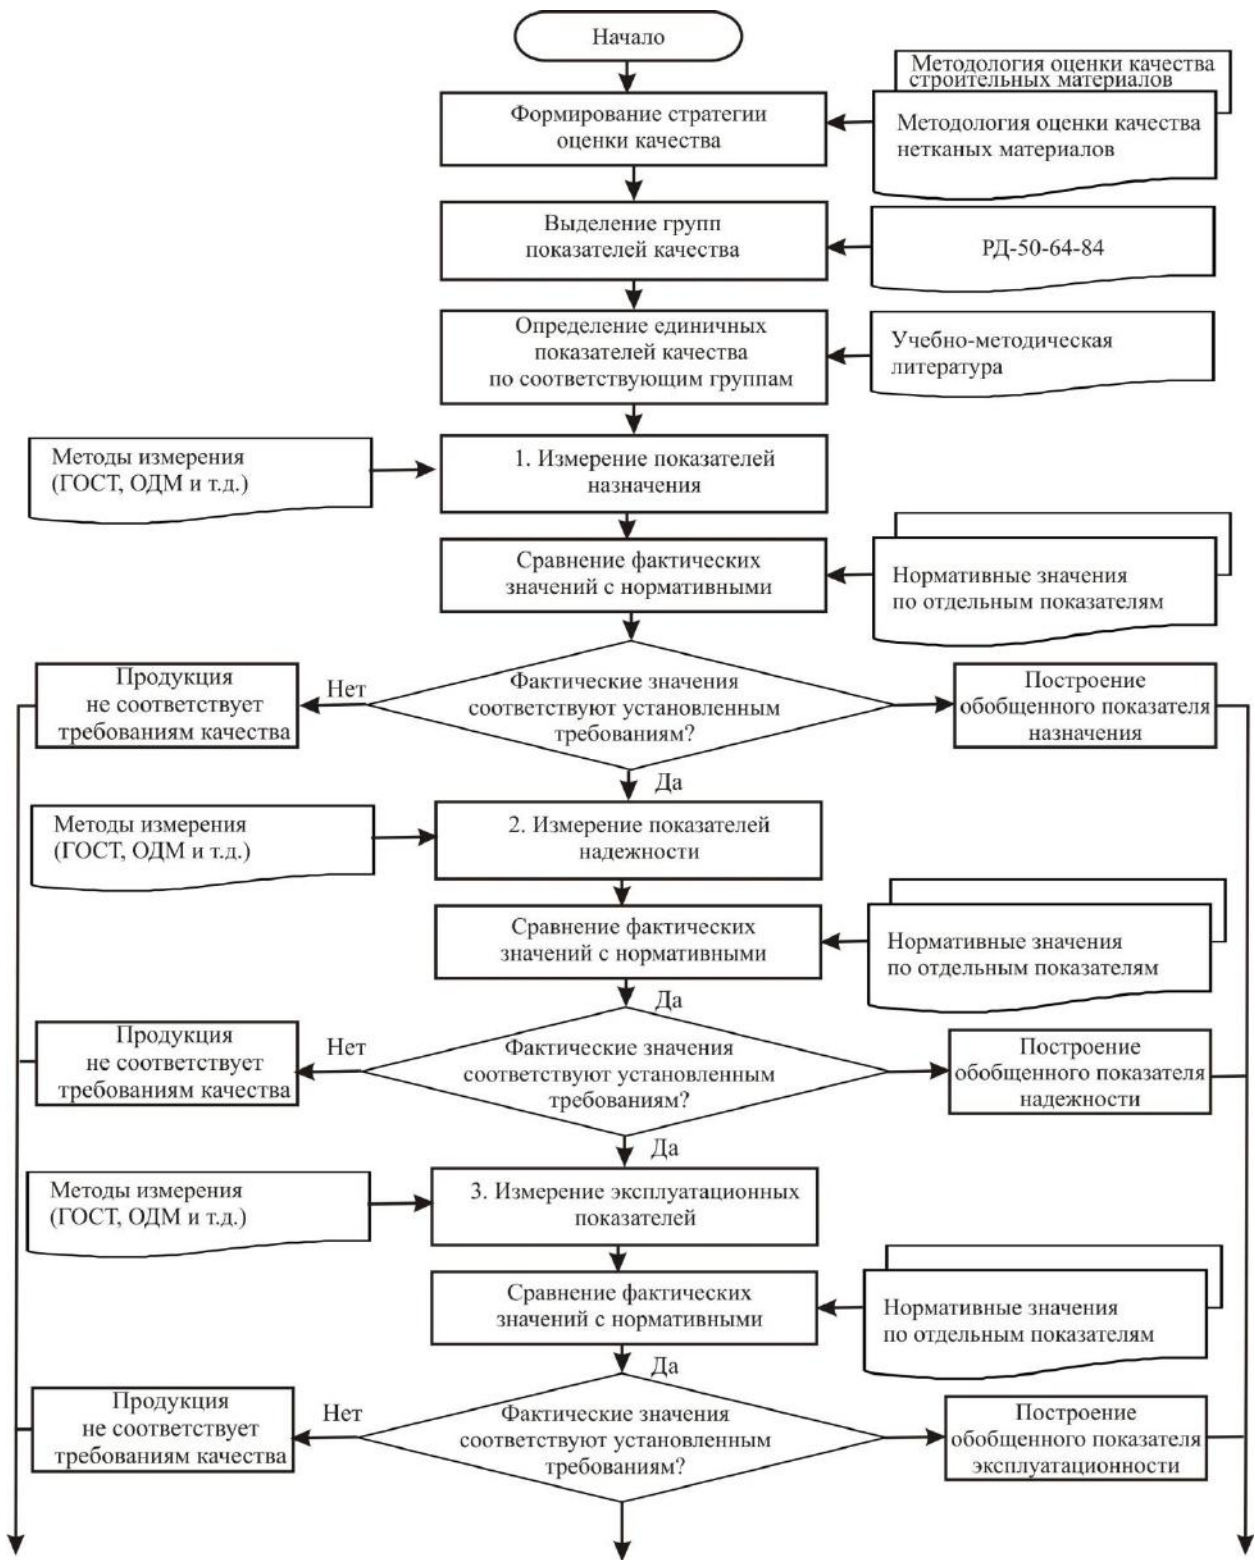 Начало
Методология оценки качества
строительных материалов
Формирование стратегии
оценки качества
Методология оценки качества
нетканых материалов
Выделение групп
показателей качества
РД-50-64-84
Определение единичных
показателей качества
по соответствующим группам
Учебно-методическая
литература
Методы измерения
(ГОСТ, ОДМ и т.д.)
1. Измерение показателей
назначения
Сравнение фактических
значений с нормативными
Нормативные значения
по отдельным показателям
Продукция
не соответствует
требованиям качества
Нет
Фактические значения
соответствуют установленным
требованиям?
Построение
обобщенного показателя
назначения
Да
Методы измерения
(ГОСТ, ОДМ и т.д.)
2. Измерение показателей
надежности
Сравнение фактических
значений с нормативными
Нормативные значения
по отдельным показателям
Да
Продукция
не соответствует
требованиям качества
Нет
Фактические значения
соответствуют установленным
требованиям?
Построение
обобщенного показателя
надежности
Да
Методы измерения
(ГОСТ, ОДМ и т.д.)
3. Измерение эксплуатационных
показателей
Сравнение фактических
значений с нормативными
Нормативные значения
по отдельным показателям
Да
Продукция
не соответствует
требованиям качества
Нет
Фактические значения
соответствуют установленным
требованиям?
Построение
обобщенного показателя
эксплуатационности